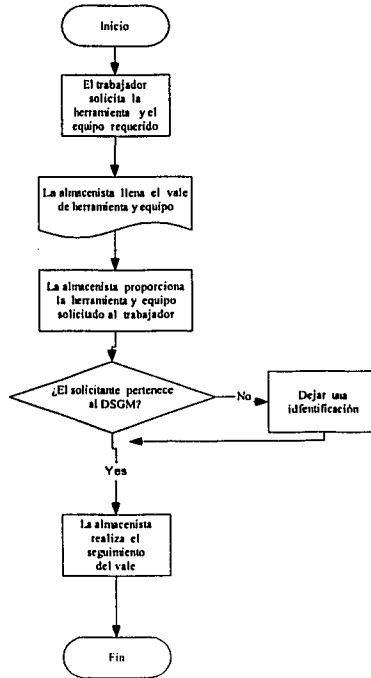 Inicio
El trabajador
solicita la
herramienta y el
equipo requerido
La almacenista llena el vale
de herramienta y equipo
La almacenista proporciona
la herramienta y equipo
solicitado al trabajador
¿El solicitante pertenece
al DSGM?
No
Dejar una
idfentificación
Yes
La almacenista
realiza el
seguimiento
del vale
Fin